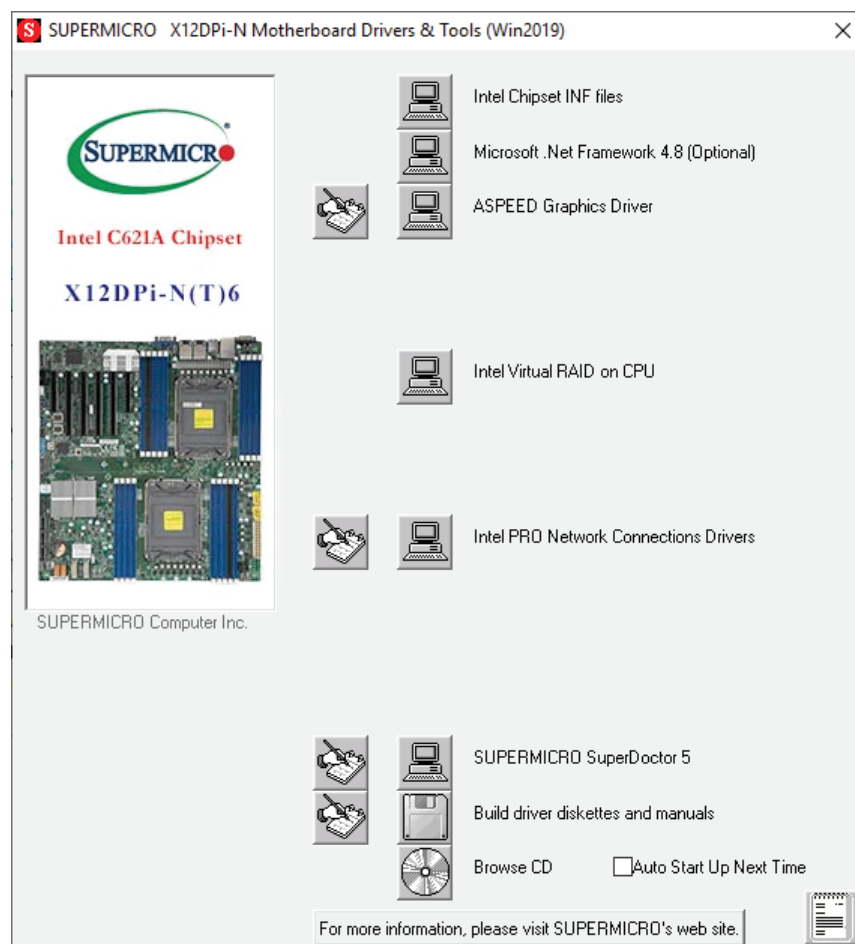 SUPERMICRO X12DPi-N Motherboard Drivers & Tools (Win2019)
SUPERMICR
Intel C621A Chipset
X12DPi-N(T)6
SUPERMICRO Computer Inc.
Intel Chipset INF files
Microsoft .Net Framework 4.8 (Optional)
ASPEED Graphics Driver
Intel Virtual RAID on CPU
Intel PRO Network Connections Drivers
SUPERMICRO SuperDoctor 5
Build driver diskettes and manuals
Browse CD
Auto Start Up Next Time
For more information, please visit SUPERMICRO's web site.